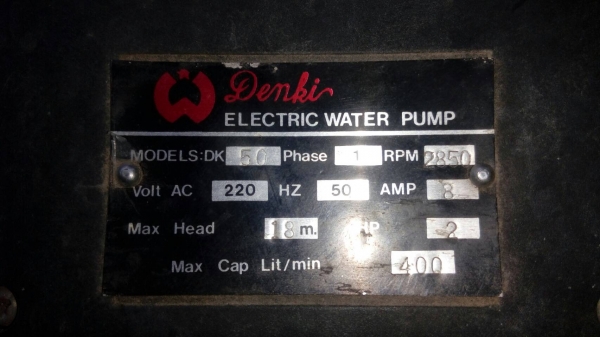 Denki
ELECTRIC WATER PUMP
MODELS:DK 50 Phase 1 RPM 2850
Volt AC 220 HZ 50 AMP 8
Max Head 18 m. HP 2
Max Cap Lit/min 400